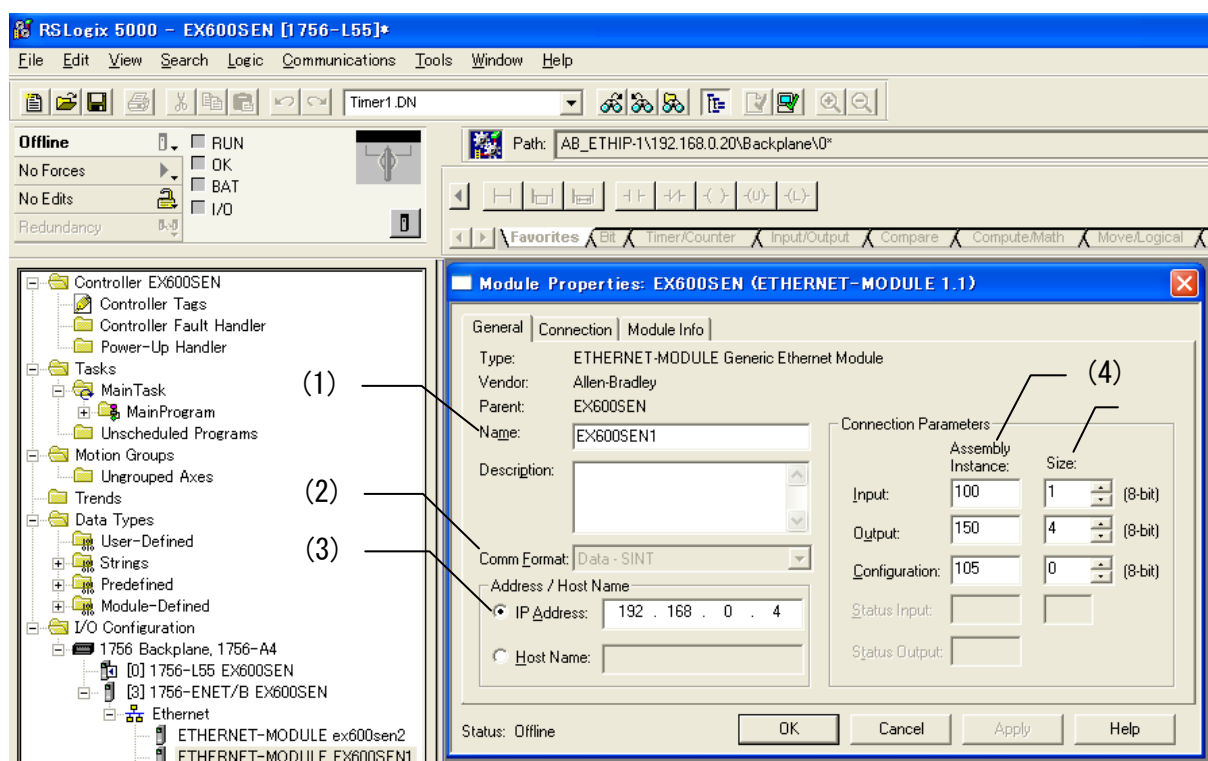 RSLogix 5000 - EX600SEN [1756-L55]*
File Edit View Search Logic Communications Tools Window Help
Timer1.DN
Offline
RUN
No Forces
OK
No Edits
BAT
Redundancy
I/O
Path: AB_ETHIP-1\192.168.0.20\Backplane\0*
Favorites Bit Timer/Counter Input/Output Compare Compute/Math Move/Logical
Controller EX600SEN
Controller Tags
Controller Fault Handler
Power-Up Handler
Tasks
MainTask
MainProgram
Unscheduled Programs
Motion Groups
Ungrouped Axes
Trends
Data Types
User-Defined
Strings
Predefined
Module-Defined
I/O Configuration
1756 Backplane, 1756-A4
[0] 1756-L55 EX600SEN
[3] 1756-ENET/B EX600SEN
Ethernet
ETHERNET-MODULE ex600sen2
ETHERNET-MODULE EX600SEN1
(1)
(2)
(3)
(4)
Module Properties: EX600SEN (ETHERNET-MODULE 1.1)
General Connection Module Info
Type: ETHERNET-MODULE Generic Ethernet Module
Vendor: Allen-Bradley
Parent: EX600SEN
Name: EX600SEN1
Description:
Comm Format: Data - SINT
Address / Host Name
IP Address: 192 . 168 . 0 . 4
Host Name:
Connection Parameters
Assembly
Instance: Size:
Input: 100 1 (8-bit)
Output: 150 4 (8-bit)
Configuration: 105 0 (8-bit)
Status Input:
Status Output:
Status: Offline
OK Cancel Apply Help